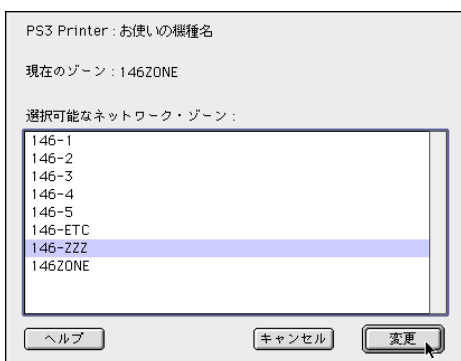 PS3 Printer : お使いの機種名
現在のゾーン : 146ZONE
選択可能なネットワーク・ゾーン :
146-1
146-2
146-3
146-4
146-5
146-ETC
146-ZZZ
146ZONE
ヘルプ
キャンセル
変更